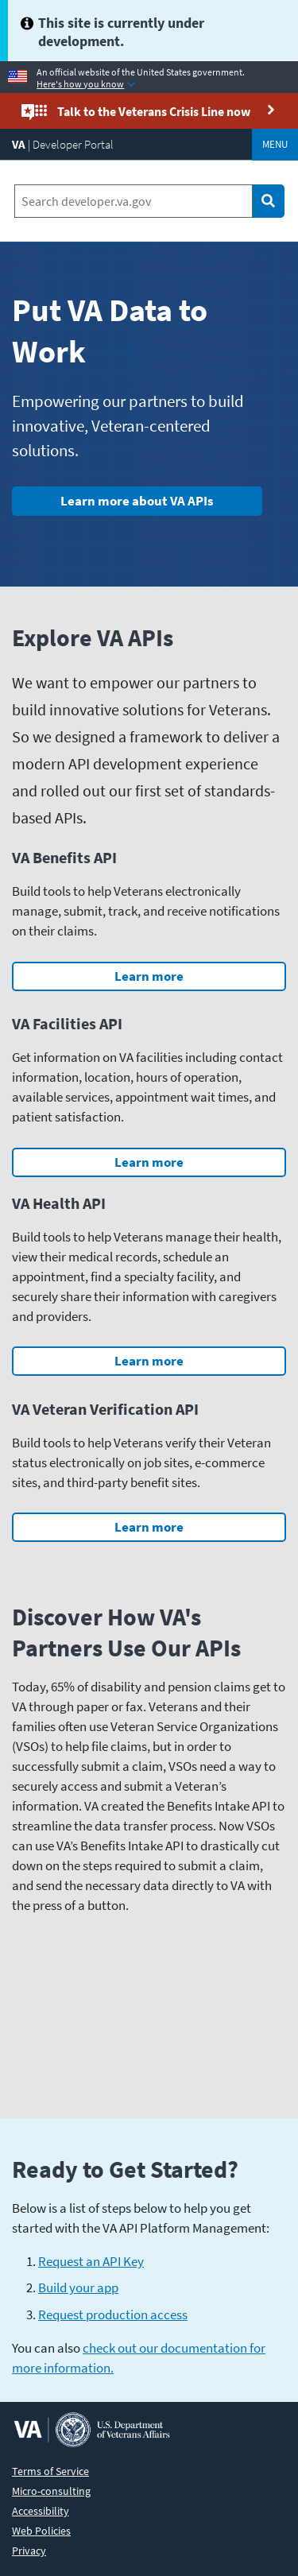 This site is currently under
development.
An official website of the United States government.
Here's how you know
Talk to the Veterans Crisis Line now
VA | Developer Portal
MENU
Search developer.va.gov
Put VA Data to
Work
Empowering our partners to build
innovative, Veteran-centered
solutions.
Learn more about VA APIs
Explore VA APIs
We want to empower our partners to
build innovative solutions for Veterans.
So we designed a framework to deliver a
modern API development experience
and rolled out our first set of standards-
based APIs.
VA Benefits API
Build tools to help Veterans electronically
manage, submit, track, and receive notifications
on their claims.
Learn more
VA Facilities API
Get information on VA facilities including contact
information, location, hours of operation,
available services, appointment wait times, and
patient satisfaction.
Learn more
VA Health API
Build tools to help Veterans manage their health,
view their medical records, schedule an
appointment, find a specialty facility, and
securely share their information with caregivers
and providers.
Learn more
VA Veteran Verification API
Build tools to help Veterans verify their Veteran
status electronically on job sites, e-commerce
sites, and third-party benefit sites.
Learn more
Discover How VA's
Partners Use Our APIs
Today, 65% of disability and pension claims get to
VA through paper or fax. Veterans and their
families often use Veteran Service Organizations
(VSOs) to help file claims, but in order to
successfully submit a claim, VSOs need a way to
securely access and submit a Veteran’s
information. VA created the Benefits Intake API to
streamline the data transfer process. Now VSOs
can use VA’s Benefits Intake API to drastically cut
down on the steps required to submit a claim,
and send the necessary data directly to VA with
the press of a button.
Ready to Get Started?
Below is a list of steps below to help you get
started with the VA API Platform Management:
1. Request an API Key
2. Build your app
3. Request production access
You can also check out our documentation for
more information.
VA
U.S. Department
of Veterans Affairs
Terms of Service
Micro-consulting
Accessibility
Web Policies
Privacy